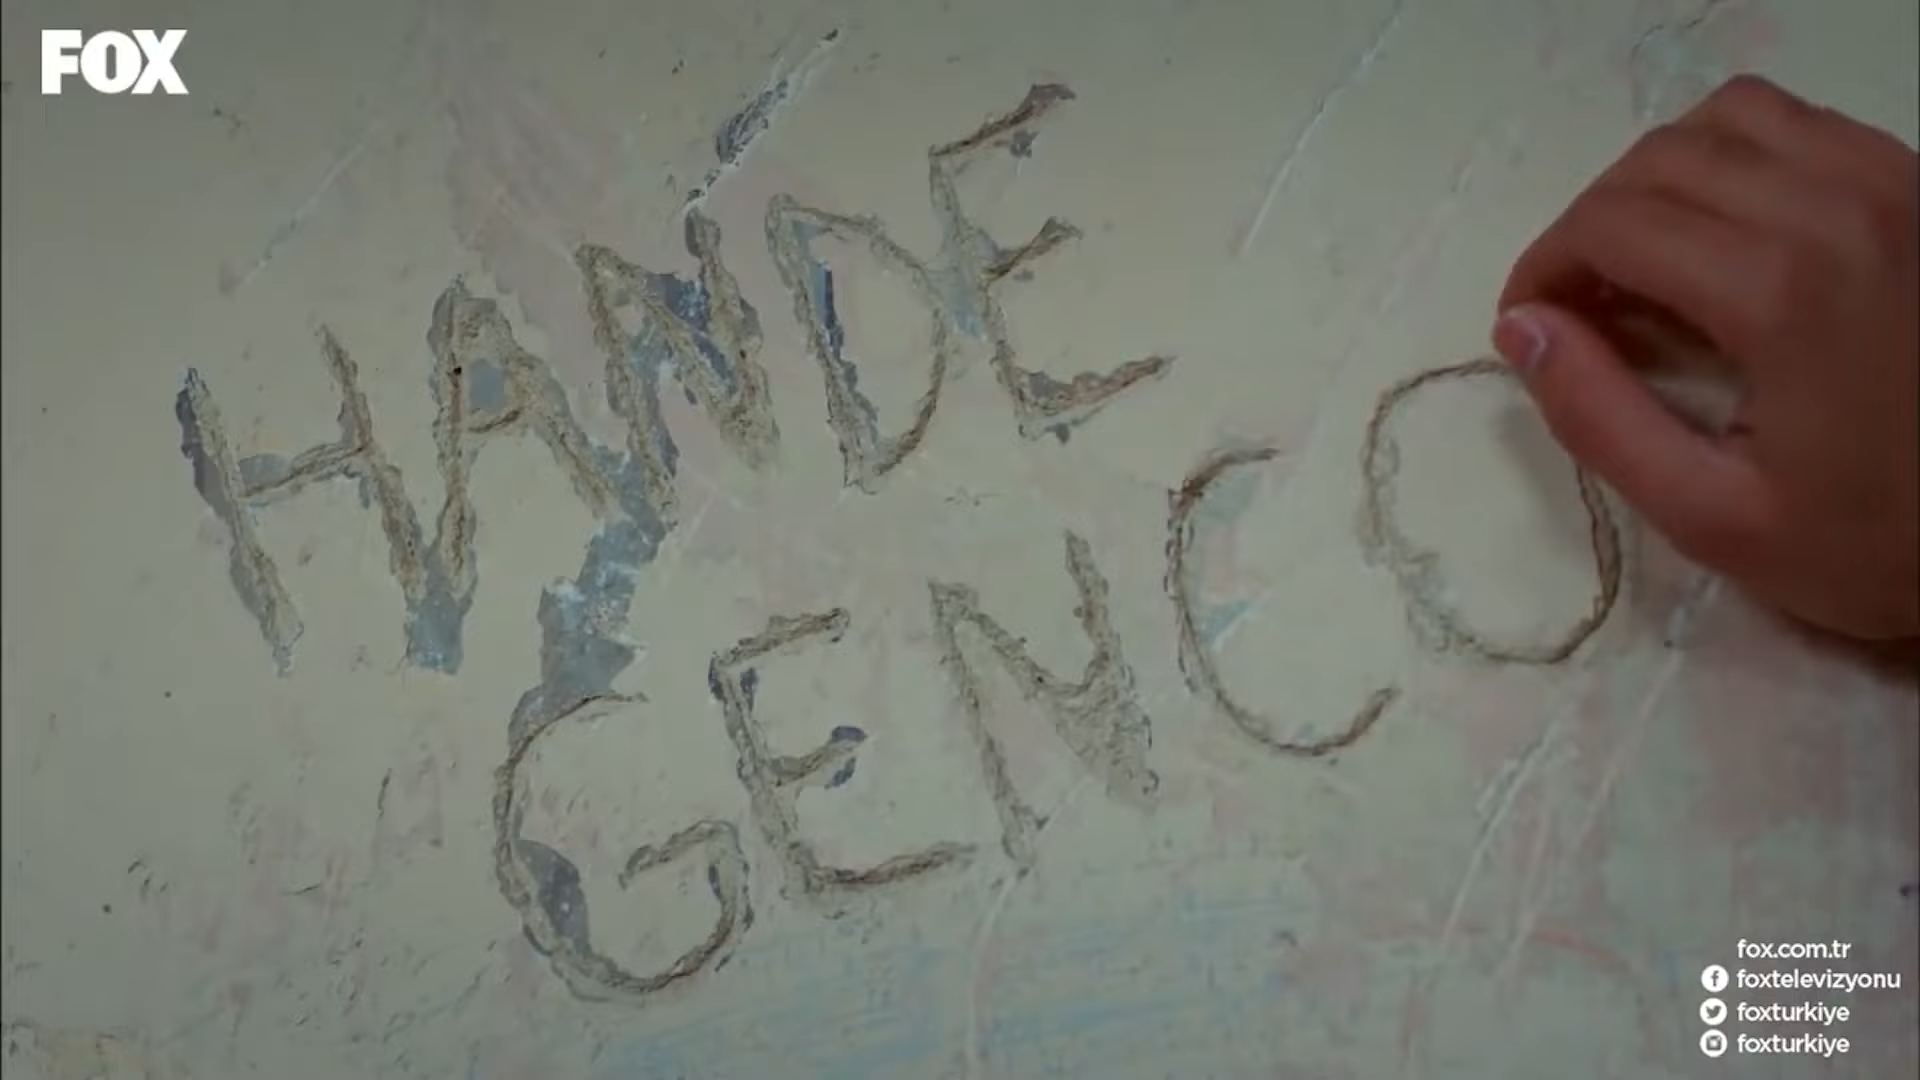 FOX
HANDE
GENCO
fox.com.tr
foxtelevizyonu
foxturkiye
foxturkiye